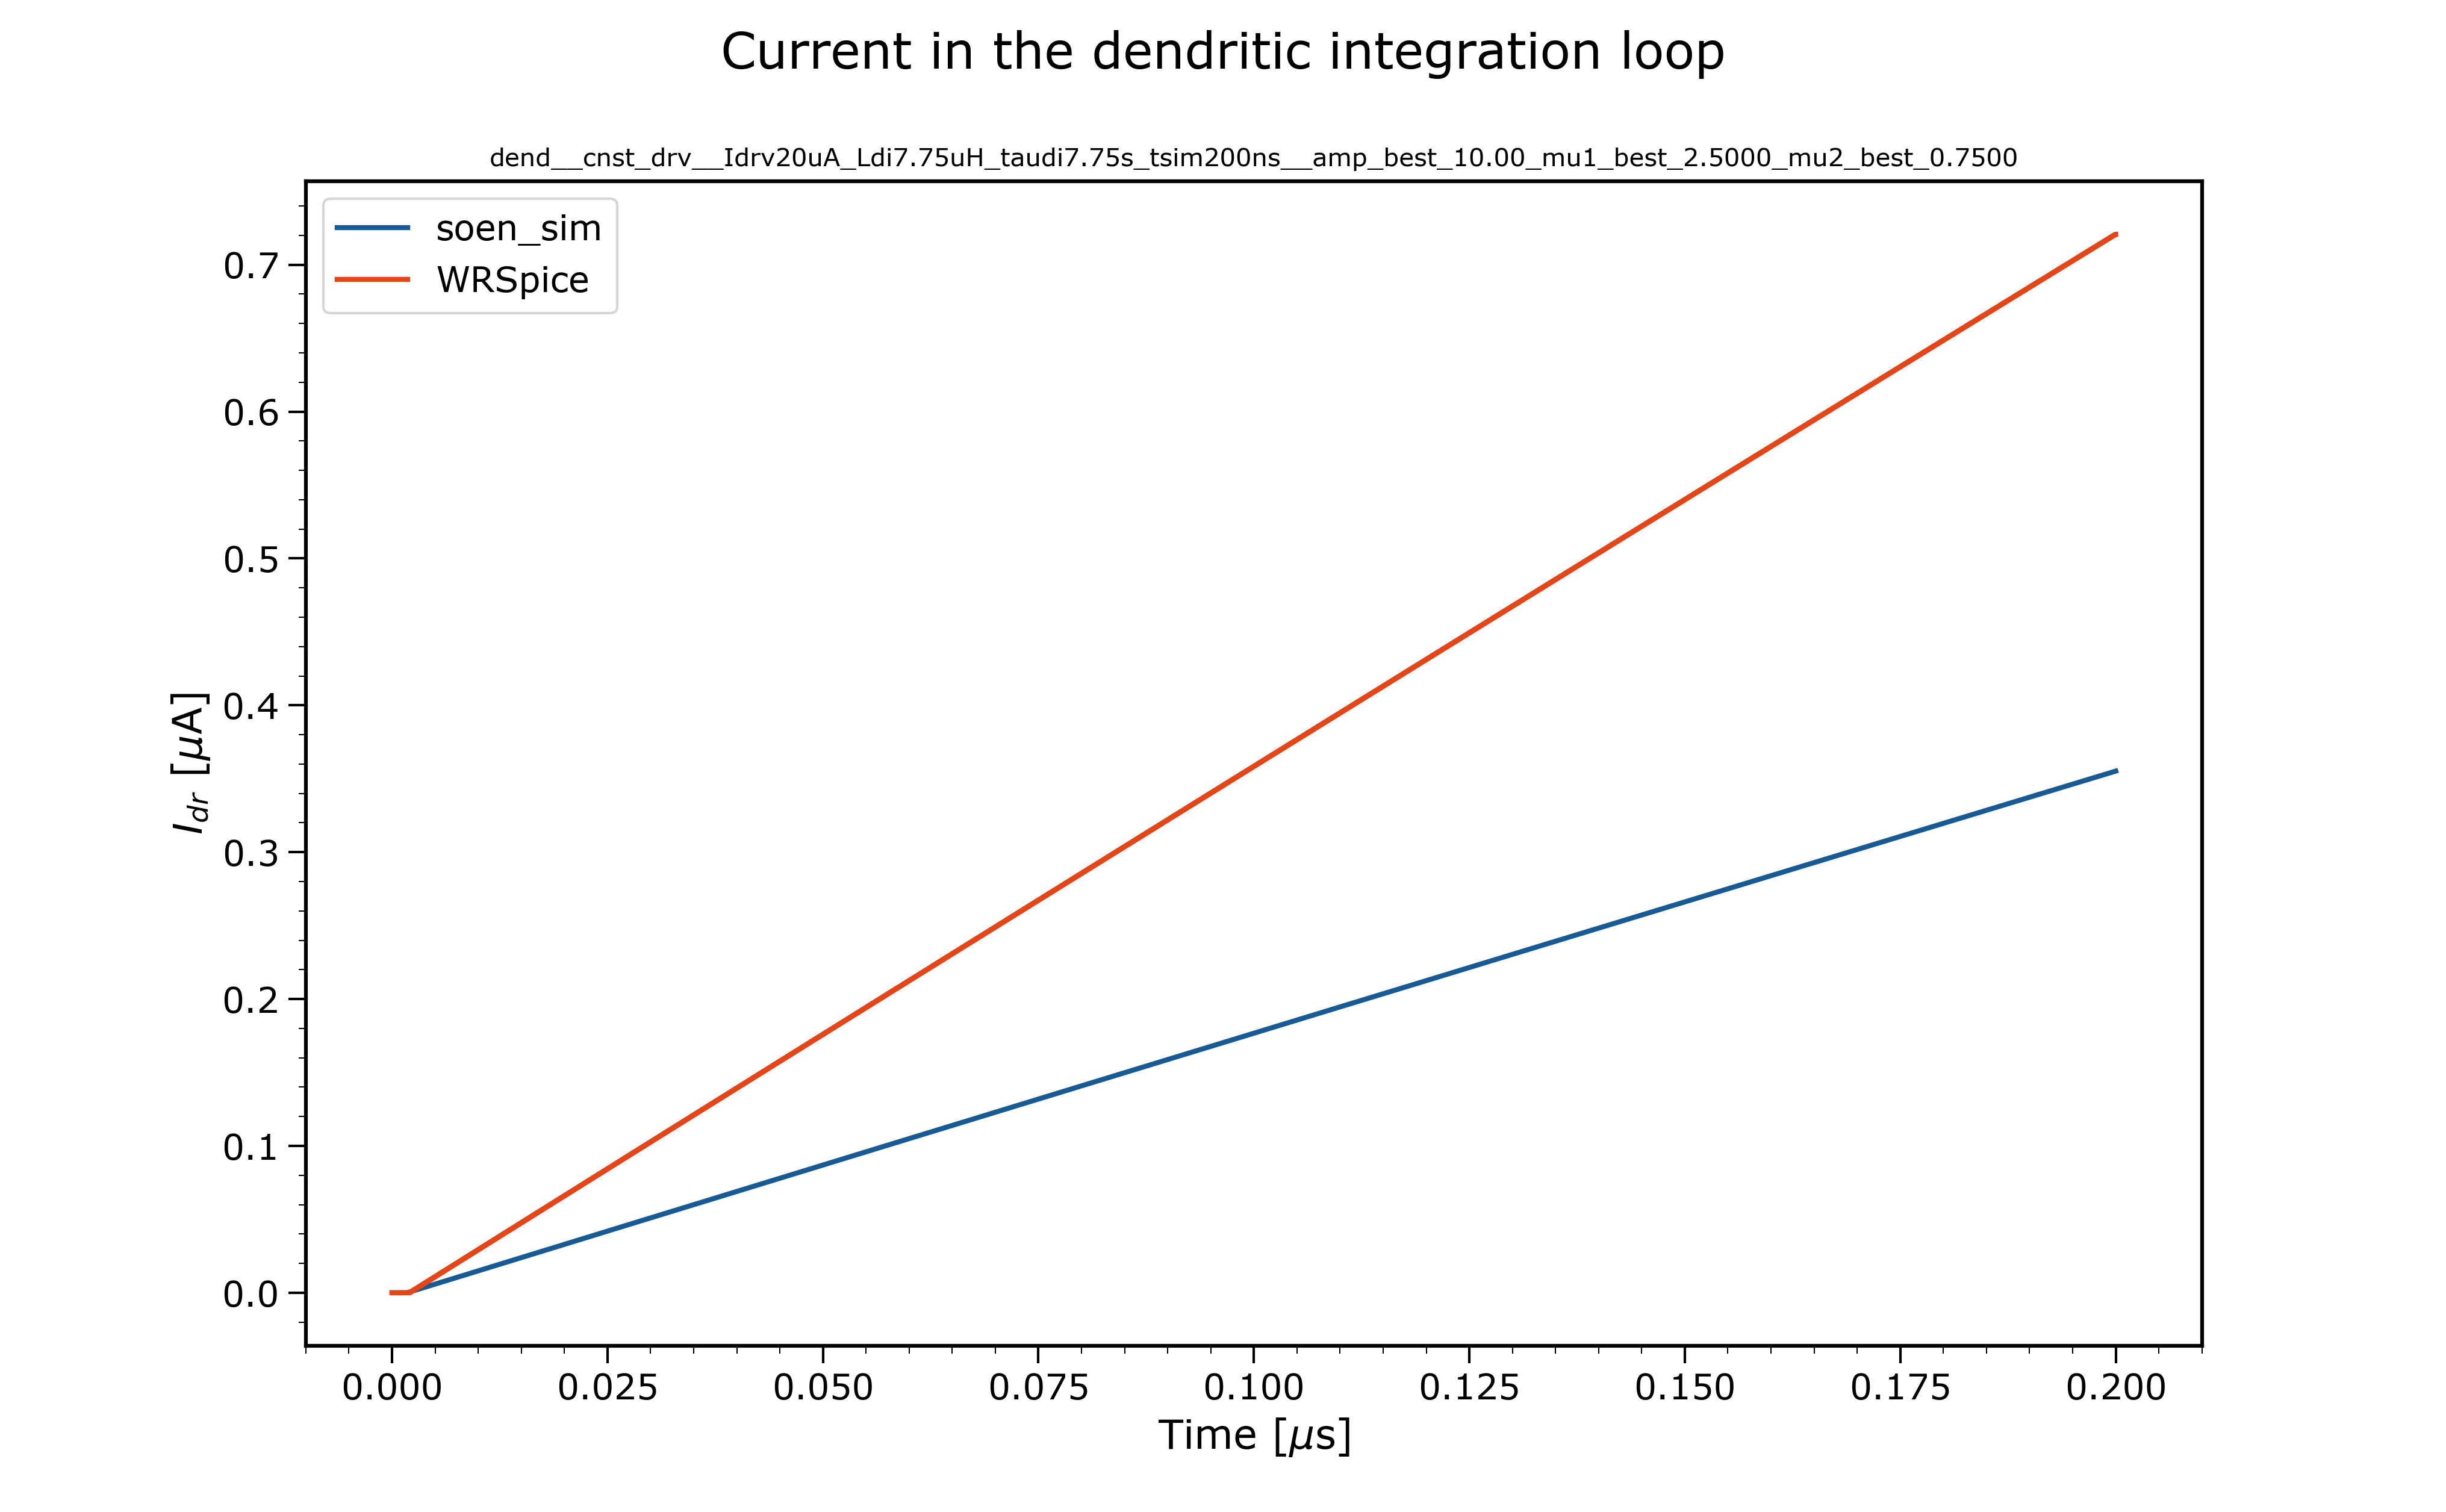 Current in the dendritic integration loop
dend__cnst_drv__Idrv20uA_Ldi7.75uH_taudi7.75s_tsim200ns__amp_best_10.00_mu1_best_2.5000_mu2_best_0.7500
soen_sim
WRSpice
0.7
0.6
0.5
0.4
0.3
0.2
0.1
0.0
I_dr [μA]
0.000 0.025 0.050 0.075 0.100 0.125 0.150 0.175 0.200
Time [μs]